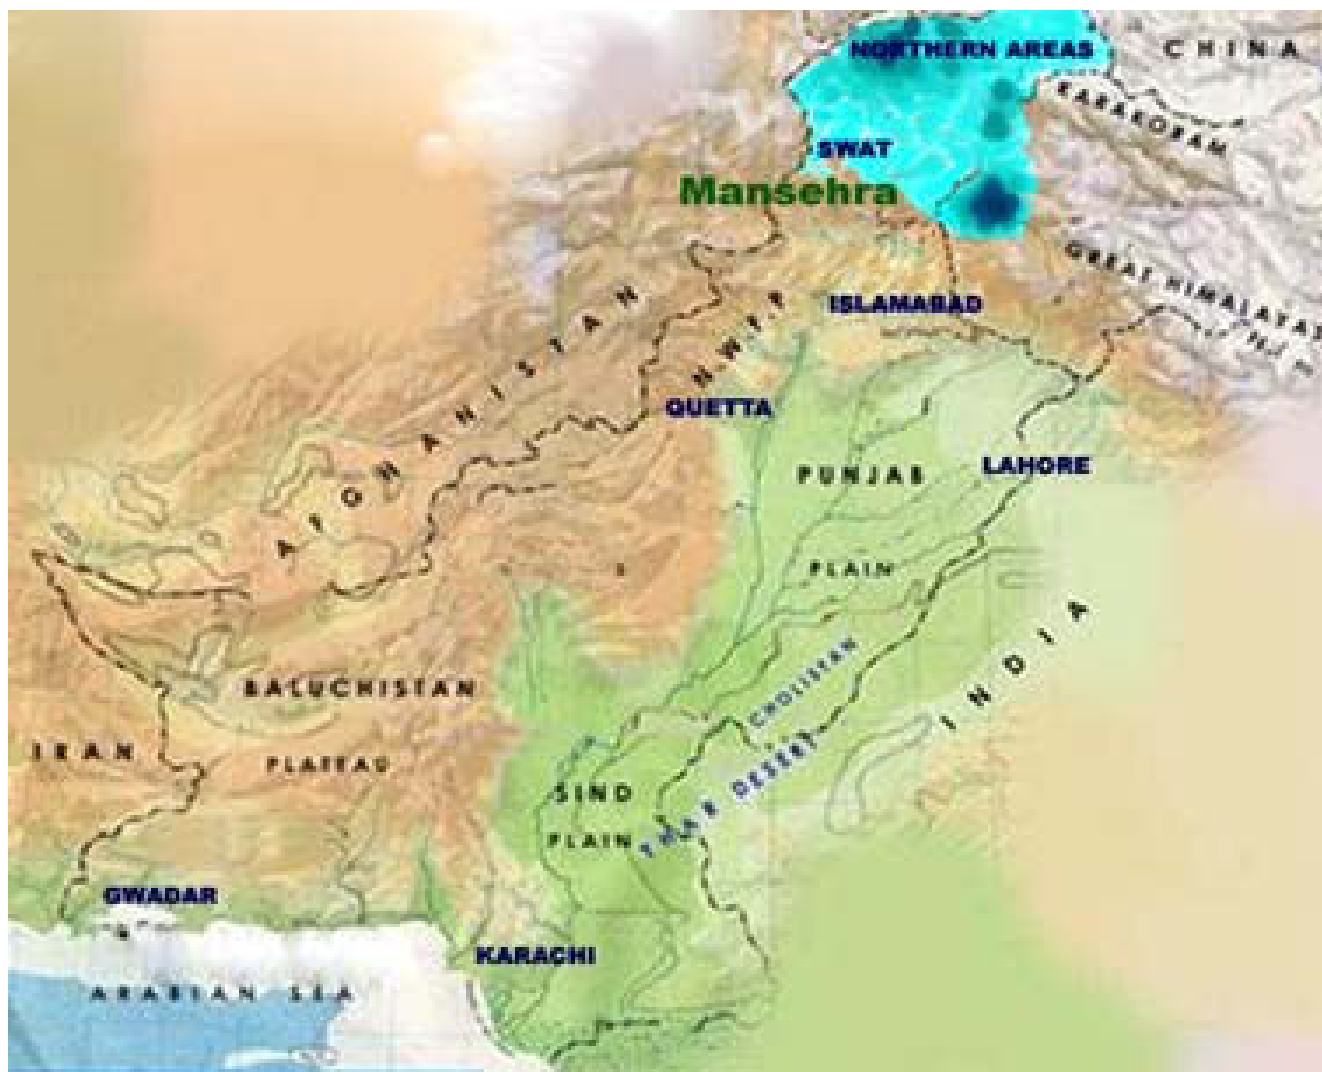 NORTHERN AREAS
CHINA
KARAKORAM
SWAT
Mansehra
GREAT HIMALAYAS
ISLAMABAD
AFGHANISTAN
N.W.F.P
QUETTA
LAHORE
PUNJAB
PLAIN
INDIA
CHOLISTAN
BALUCHISTAN
IRAN
PLATEAU
THAR DESERT
SIND
PLAIN
GWADAR
KARACHI
ARABIAN SEA